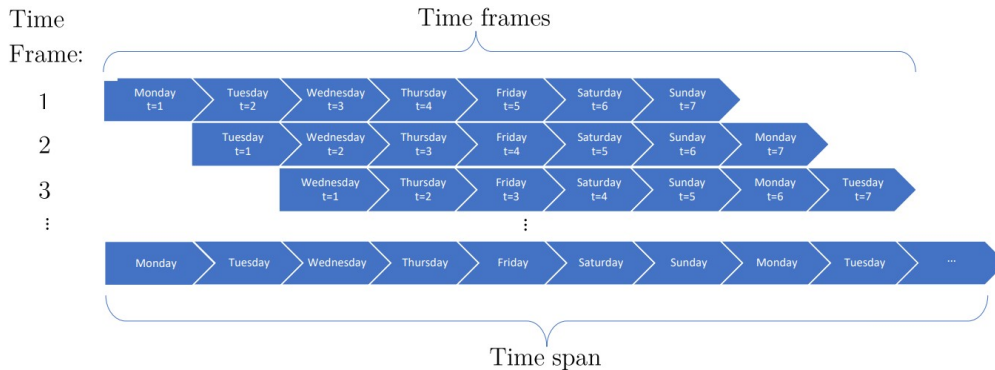 Time
Frame:
Time frames
1
Monday
t=1
Tuesday
t=2
Wednesday
t=3
Thursday
t=4
Friday
t=5
Saturday
t=6
Sunday
t=7
2
Tuesday
t=1
Wednesday
t=2
Thursday
t=3
Friday
t=4
Saturday
t=5
Sunday
t=6
Monday
t=7
3
Wednesday
t=1
Thursday
t=2
Friday
t=3
Saturday
t=4
Sunday
t=5
Monday
t=6
Tuesday
t=7
⋮
⋮
Monday
Tuesday
Wednesday
Thursday
Friday
Saturday
Sunday
Monday
Tuesday
...
Time span